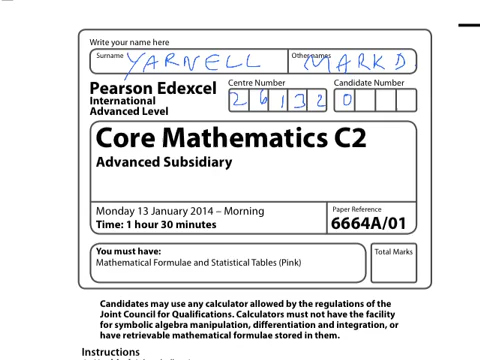 Write your name here
Surname YARNELL Other names MARK D
Pearson Edexcel Centre Number Candidate Number
International 2 6 1 3 2 0
Advanced Level
Core Mathematics C2
Advanced Subsidiary
Monday 13 January 2014 – Morning
Time: 1 hour 30 minutes
Paper Reference
6664A/01
You must have:
Mathematical Formulae and Statistical Tables (Pink)
Total Marks
Candidates may use any calculator allowed by the regulations of the
Joint Council for Qualifications. Calculators must not have the facility
for symbolic algebra manipulation, differentiation and integration, or
have retrievable mathematical formulae stored in them.
Instructions